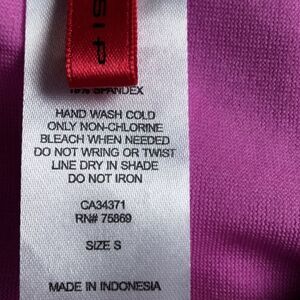 SIP
SPANDEX
HAND WASH COLD
ONLY NON-CHLORINE
BLEACH WHEN NEEDED
DO NOT WRING OR TWIST
LINE DRY IN SHADE
DO NOT IRON
CA34371
RN# 75869
SIZE S
MADE IN INDONESIA